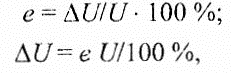 e = ΔU/U · 100 %;
ΔU = e U/100 %,